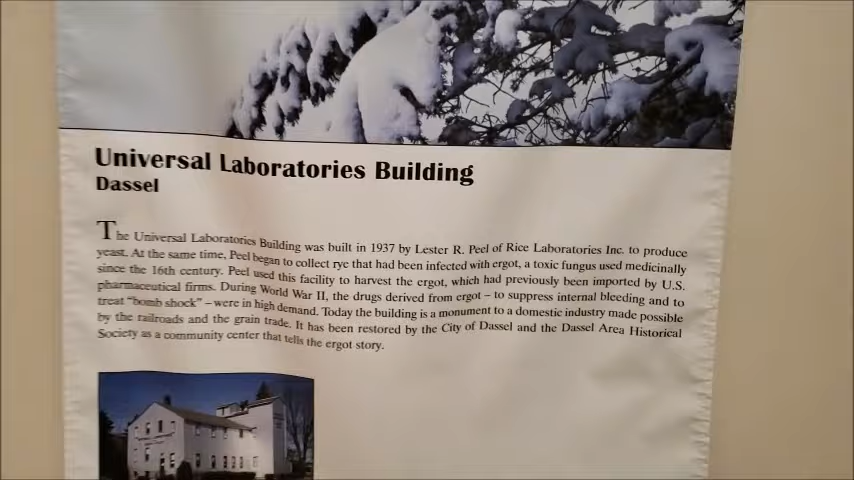 Universal Laboratories Building
Dassel
The Universal Laboratories Building was built in 1937 by Lester R. Peel of Rice Laboratories Inc. to produce
yeast. At the same time, Peel began to collect rye that had been infected with ergot, a toxic fungus used medicinally
since the 16th century. Peel used this facility to harvest the ergot, which had previously been imported by U.S.
pharmaceutical firms. During World War II, the drugs derived from ergot – to suppress internal bleeding and to
treat "bomb shock" – were in high demand. Today the building is a monument to a domestic industry made possible
by the railroads and the grain trade. It has been restored by the City of Dassel and the Dassel Area Historical
Society as a community center that tells the ergot story.